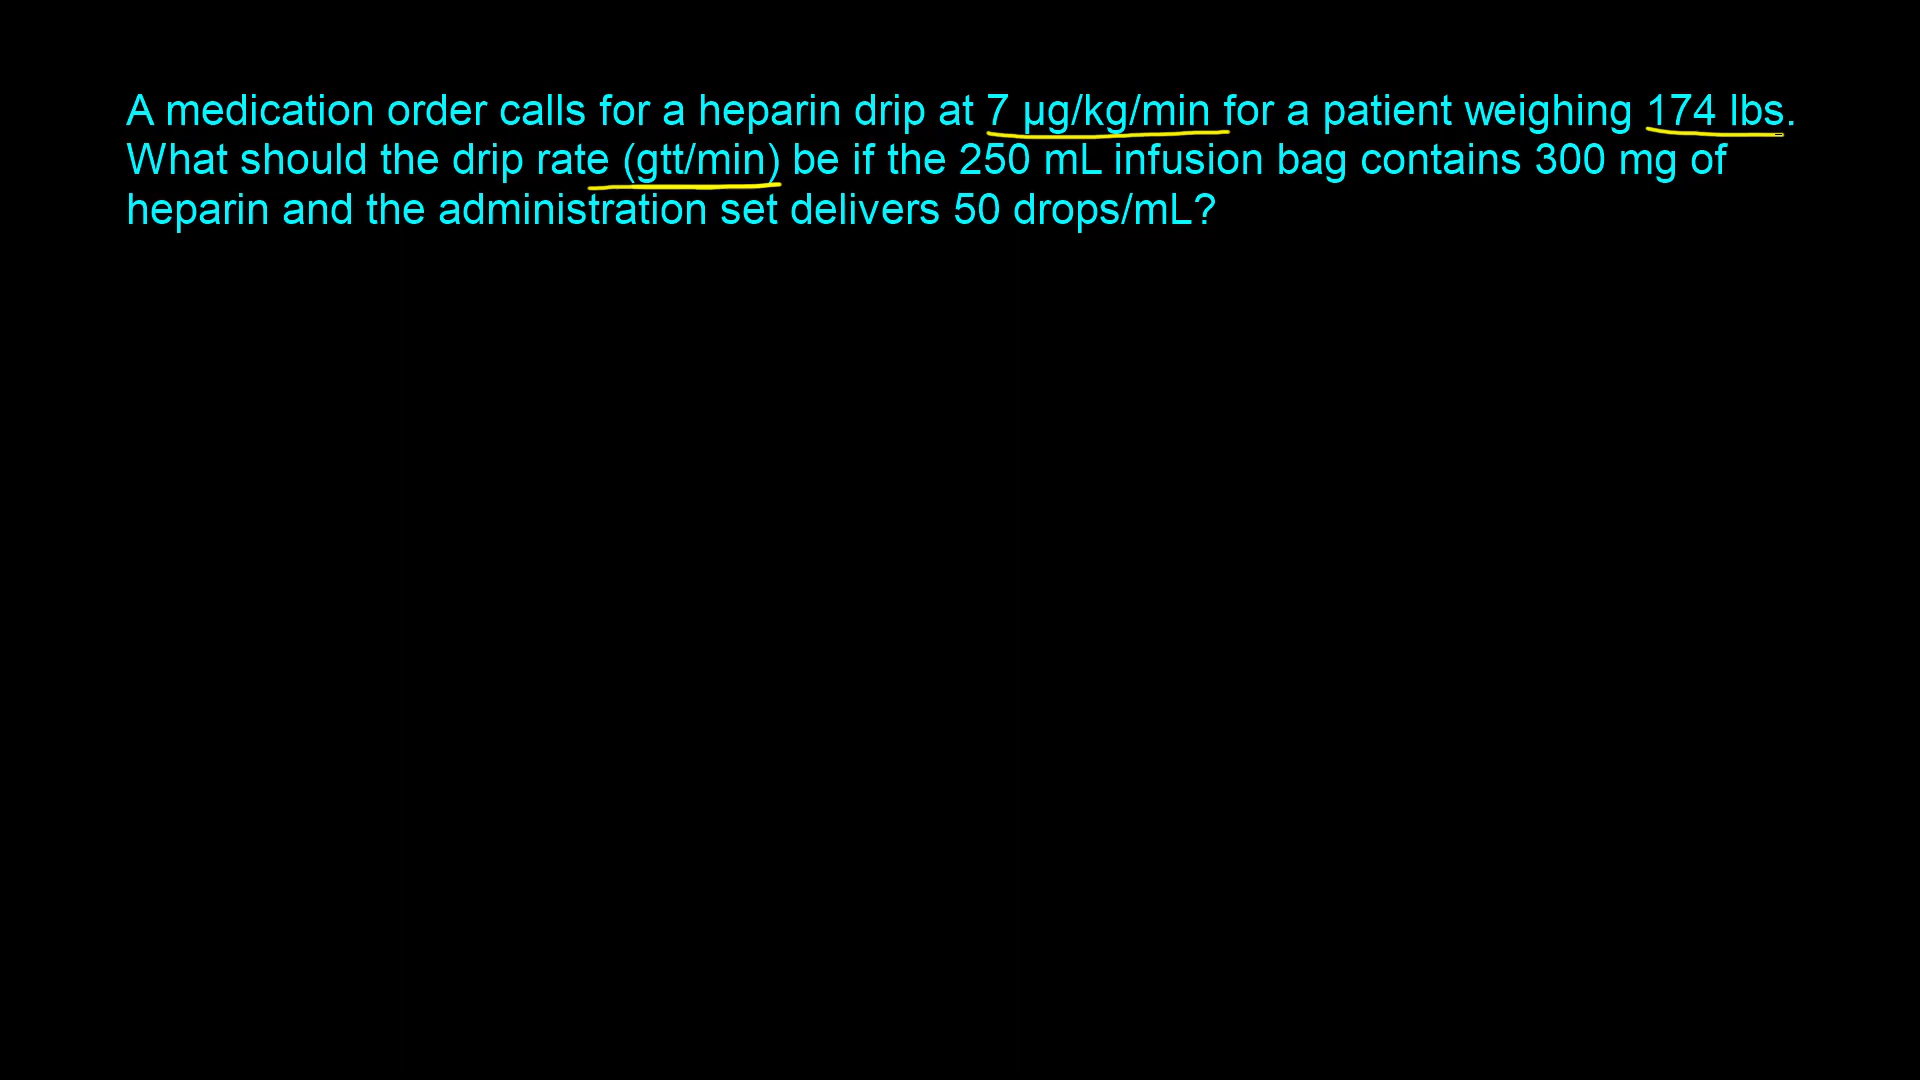 A medication order calls for a heparin drip at 7 µg/kg/min for a patient weighing 174 lbs.
What should the drip rate (gtt/min) be if the 250 mL infusion bag contains 300 mg of
heparin and the administration set delivers 50 drops/mL?